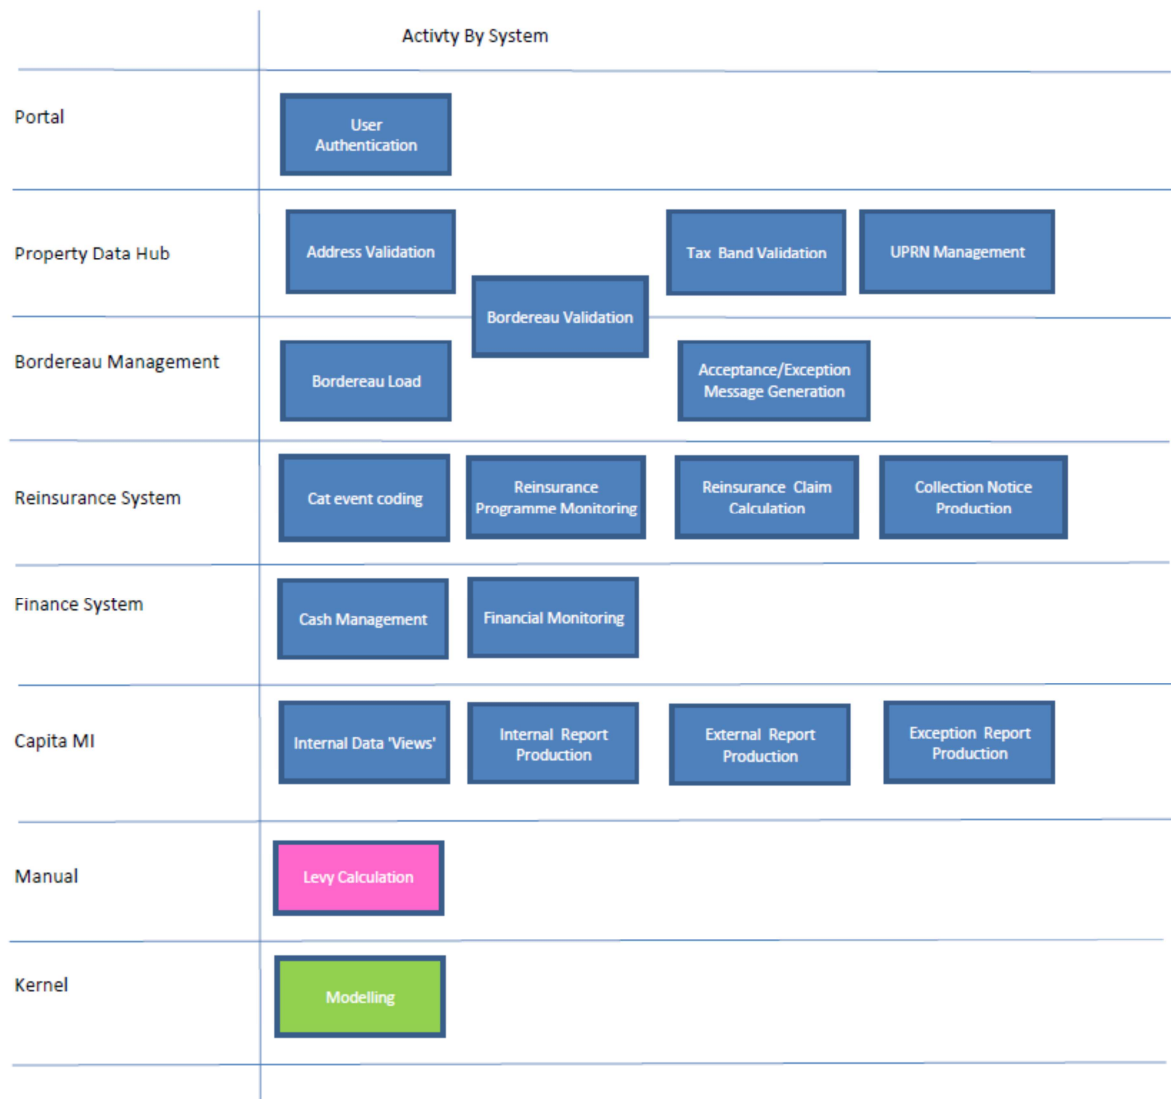 Activty By System
Portal
User
Authentication
Property Data Hub
Address Validation
Tax Band Validation
UPRN Management
Bordereau Validation
Bordereau Management
Bordereau Load
Acceptance/Exception
Message Generation
Reinsurance System
Cat event coding
Reinsurance
Programme Monitoring
Reinsurance Claim
Calculation
Collection Notice
Production
Finance System
Cash Management
Financial Monitoring
Capita MI
Internal Data 'Views'
Internal Report
Production
External Report
Production
Exception Report
Production
Manual
Levy Calculation
Kernel
Modelling